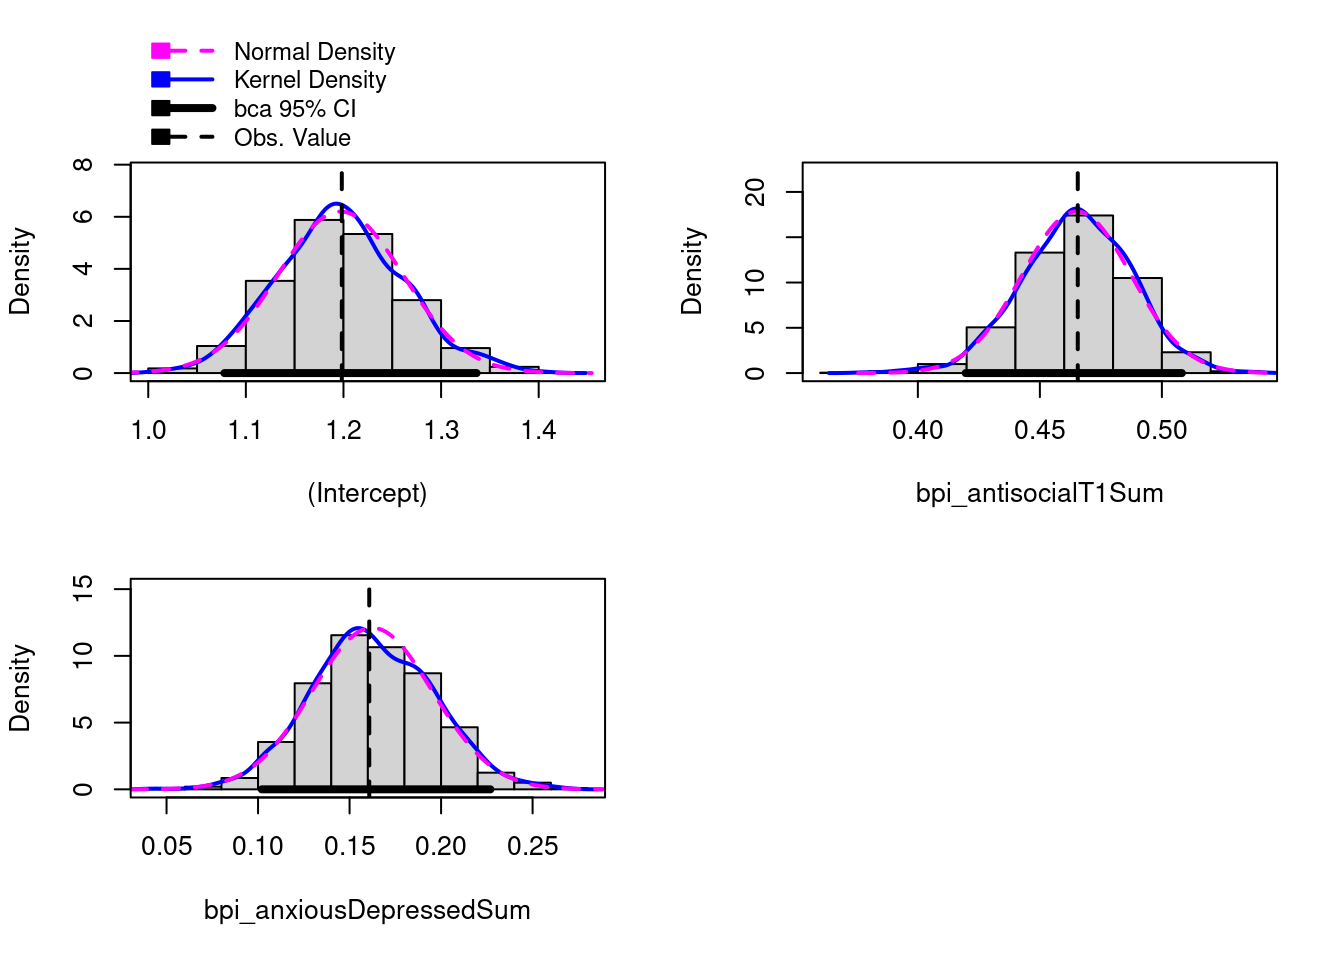 Normal Density
Kernel Density
bca 95% CI
Obs. Value
Density
0 2 4 6 8
1.0 1.1 1.2 1.3 1.4
(Intercept)
Density
0 5 10 20
0.40 0.45 0.50
bpi_antisocialT1Sum
Density
0 5 10 15
0.05 0.10 0.15 0.20 0.25
bpi_anxiousDepressedSum